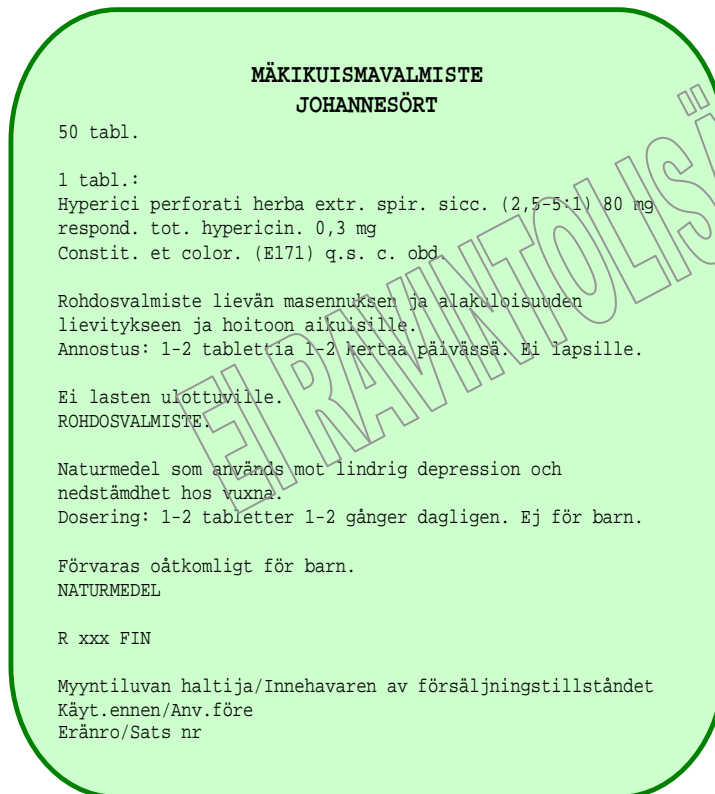 MÄKIKUISMAVALMISTE
JOHANNESÖRT
50 tabl.
1 tabl.:
Hyperici perforati herba extr. spir. sicc. (2,5-5:1) 80 mg
respond. tot. hypericin. 0,3 mg
Constit. et color. (E171) q.s. c. obd.
Rohdosvalmiste lievän masennuksen ja alakuloisuuden
lievitykseen ja hoitoon aikuisille.
Annostus: 1-2 tablettia 1-2 kertaa päivässä. Ei lapsille.
Ei lasten ulottuville.
ROHDOSVALMISTE.
Naturmedel som används mot lindrig depression och
nedstämdhet hos vuxna.
Dosering: 1-2 tabletter 1-2 gånger dagligen. Ej för barn.
Förvaras oåtkomligt för barn.
NATURMEDEL
R xxx FIN
Myyntiluvan haltija/Innehavaren av försäljningstillståndet
Käyt.ennen/Anv.före
Eränro/Sats nr
EI RAVINTOLISÄ